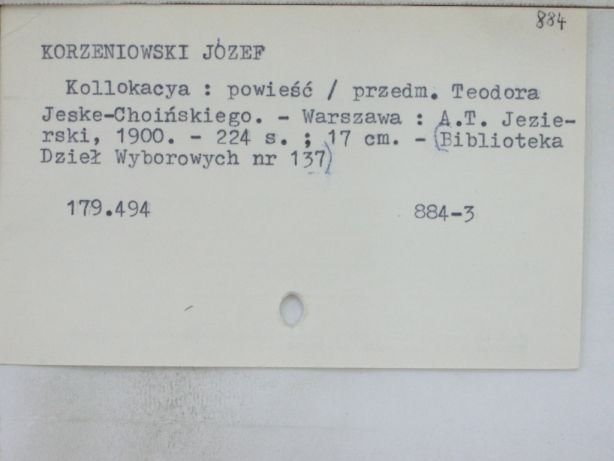 884
KORZENIOWSKI JÓZEF
Kollokacya : powieść / przedm. Teodora
Jeske-Choińskiego. - Warszawa : A.T. Jezie-
rski, 1900. - 224 s. ; 17 cm. - (Biblioteka
Dzieł Wyborowych nr 137)
179.494 884-3